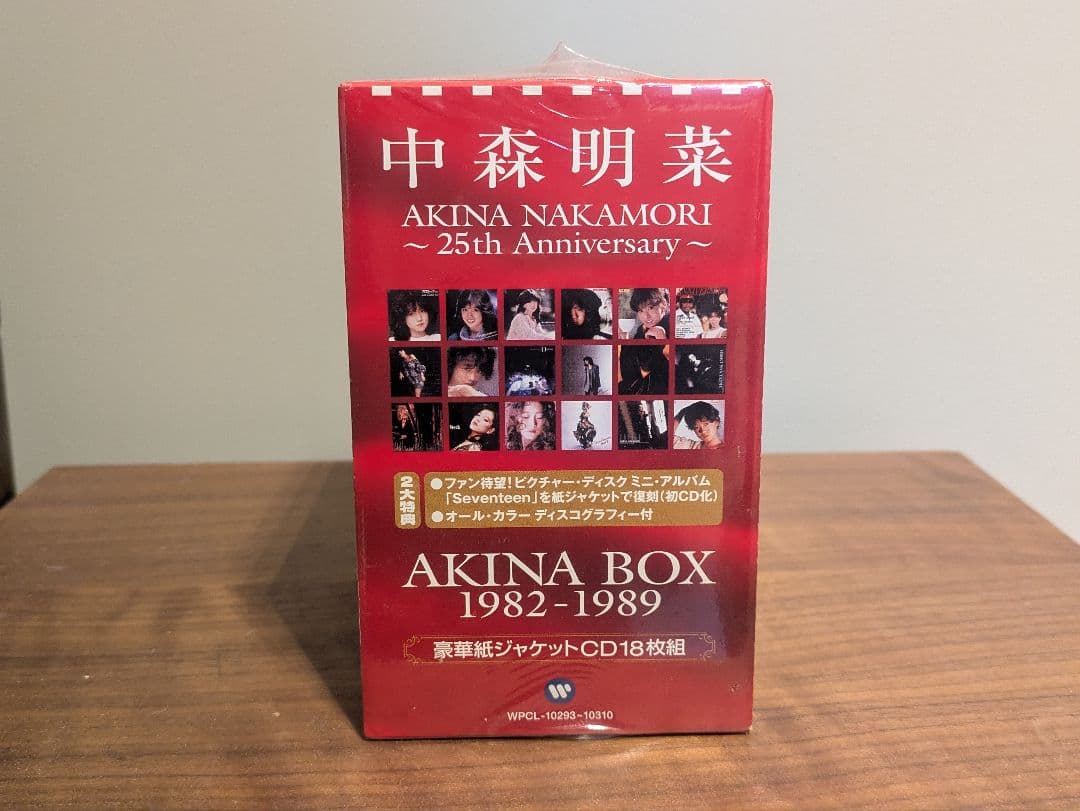 中森明菜
AKINA NAKAMORI
～25th Anniversary～
2大特典
●ファン待望!ピクチャー・ディスク ミニ・アルバム
「Seventeen」を紙ジャケットで復刻(初CD化)
●オール・カラー ディスコグラフィー付
AKINA BOX
1982-1989
豪華紙ジャケットCD18枚組
WPCL-10293~10310